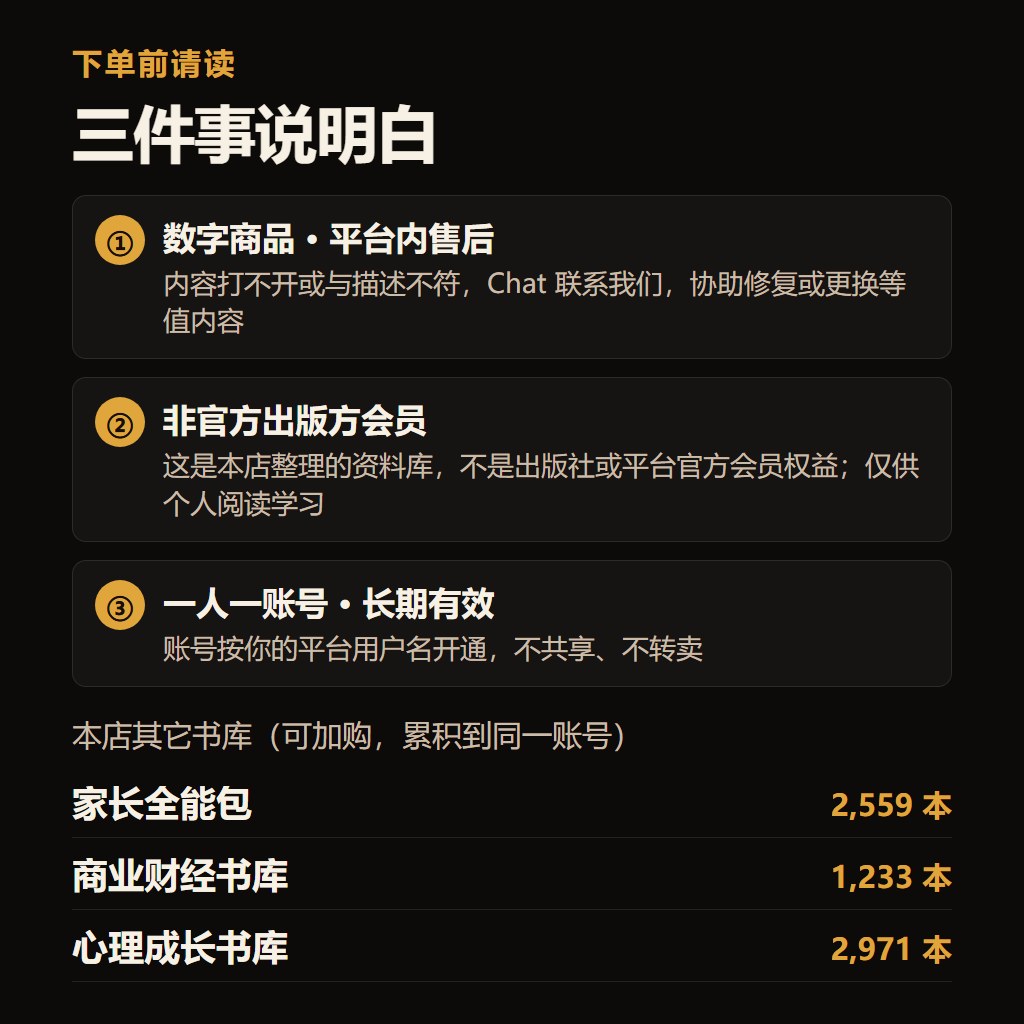 下单前请读
三件事说明白
① 数字商品·平台内售后
内容打不开或与描述不符，Chat 联系我们，协助修复或更换等
值内容
② 非官方出版方会员
这是本店整理的资料库，不是出版社或平台官方会员权益；仅供
个人阅读学习
③ 一人一账号·长期有效
账号按你的平台用户名开通，不共享、不转卖
本店其它书库（可加购，累积到同一账号）
家长全能包 2,559 本
商业财经书库 1,233 本
心理成长书库 2,971 本